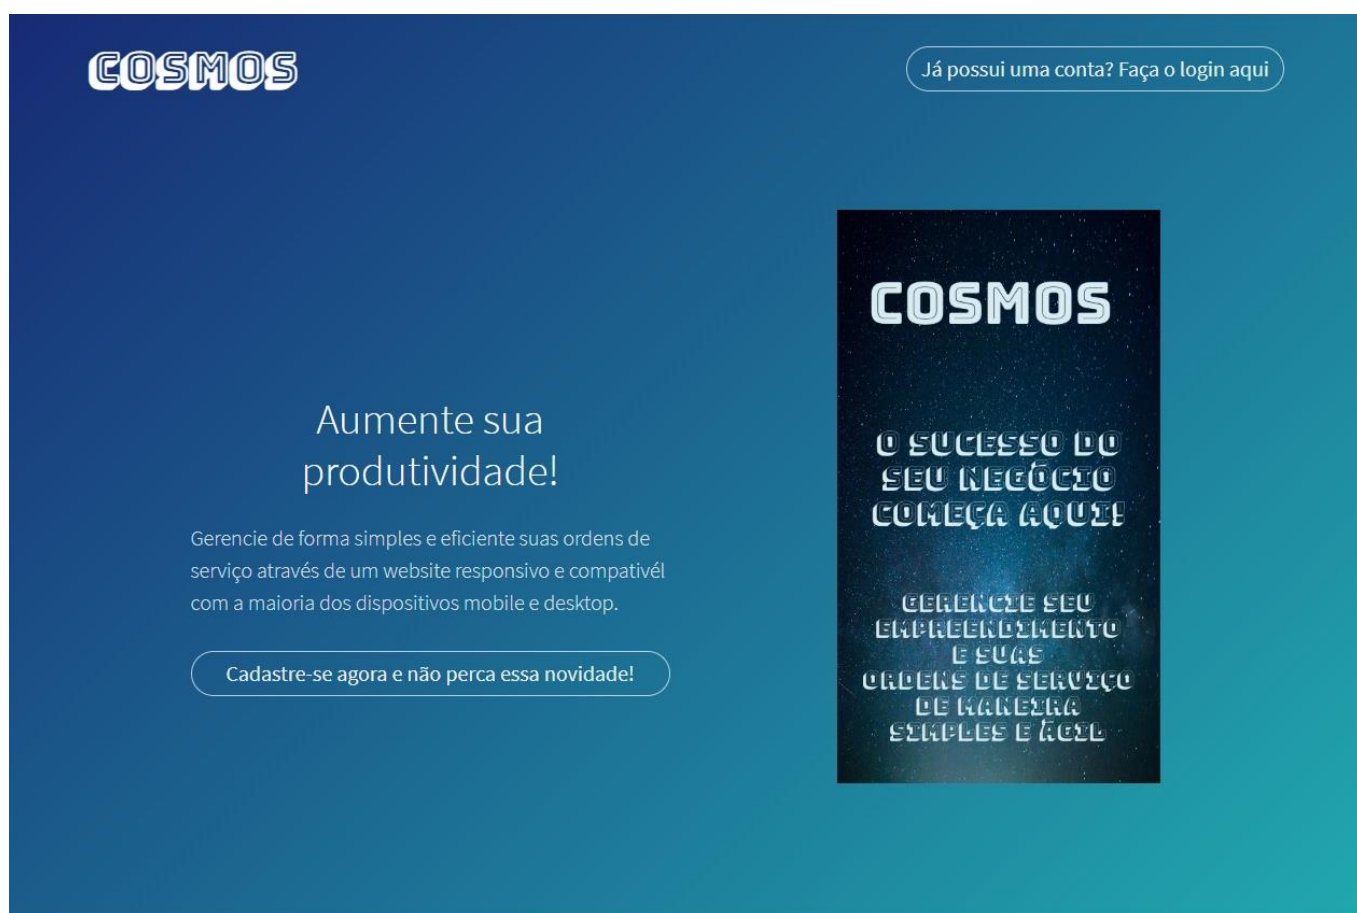 COSMOS
Já possui uma conta? Faça o login aqui
Aumente sua
produtividade!
Gerencie de forma simples e eficiente suas ordens de
serviço através de um website responsivo e compativél
com a maioria dos dispositivos mobile e desktop.
Cadastre-se agora e não perca essa novidade!
COSMOS
O SUCESSO DO
SEU NEGÓCIO
COMEÇA AQUI!
GERENCIE SEU
EMPREENDIMENTO
E SUAS
ORDENS DE SERVIÇO
DE MANEIRA
SIMPLES E ÁGIL